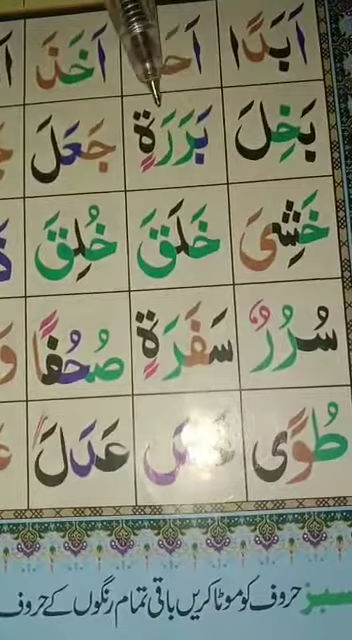 اَبَدًا اَخَذَ
بَخِلَ بَرَرَةٍ جَعَلَ
خَشِىَ خَلَقَ خُلِقَ
سُرُرٌ سَفَرَةٍ صُحُفًا
طُوًى عَدَلَ
سبز حروف کو موٹا کریں باقی تمام رنگوں کے حروف